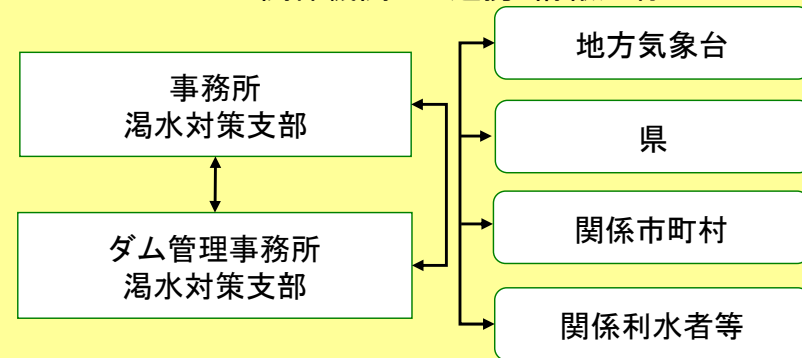 事務所
渇水対策支部
ダム管理事務所
渇水対策支部
地方気象台
県
関係市町村
関係利水者等